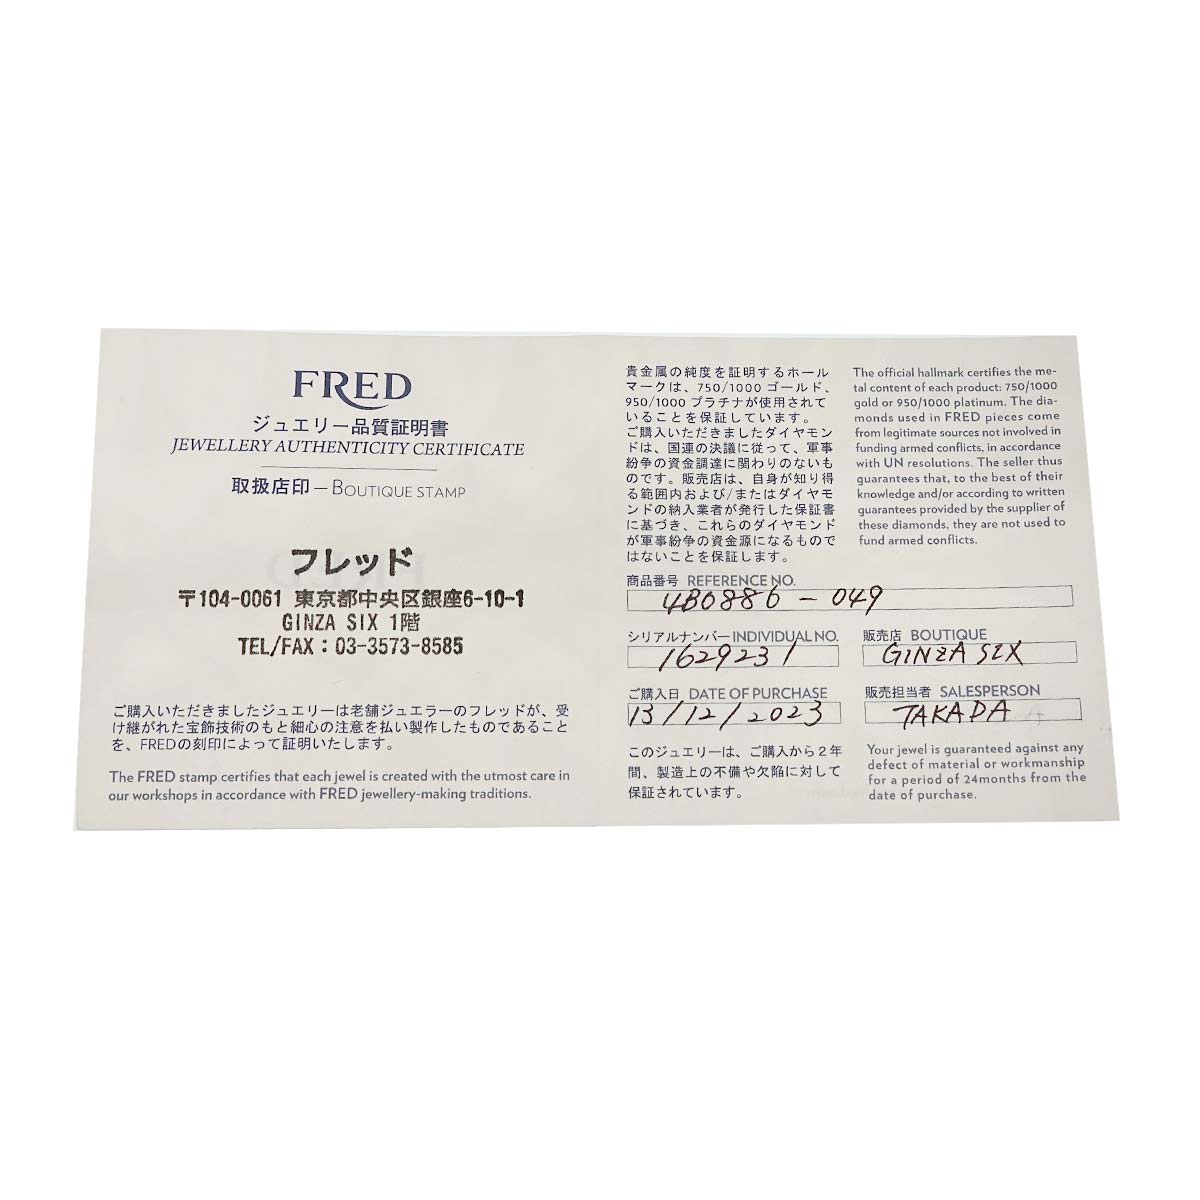 FRED
ジュエリー品質証明書
JEWELLERY AUTHENTICITY CERTIFICATE
取扱店印 – BOUTIQUE STAMP
フレッド
〒104-0061 東京都中央区銀座6-10-1
GINZA SIX 1階
TEL/FAX : 03-3573-8585
ご購入いただきましたジュエリーは老舗ジュエラーのフレッドが、受
け継がれた宝飾技術のもと細心の注意を払い製作したものであること
を、FREDの刻印によって証明いたします。
The FRED stamp certifies that each jewel is created with the utmost care in
our workshops in accordance with FRED jewellery-making traditions.
貴金属の純度を証明するホール
マークは、750/1000 ゴールド、
950/1000 プラチナが使用されて
いることを保証しています。
ご購入いただきましたダイヤモン
ドは、国連の決議に従って、軍事
紛争の資金調達に関わりのないも
のです。販売店は、自身が知り得
る範囲内および/またはダイヤモ
ンドの納入業者が発行した保証書
に基づき、これらのダイヤモンド
が軍事紛争の資金源になるもので
はないことを保証します。
The official hallmark certifies the me-
tal content of each product: 750/1000
gold or 950/1000 platinum. The dia-
monds used in FRED pieces come
from legitimate sources not involved in
funding armed conflicts, in accordance
with UN resolutions. The seller thus
guarantees that, to the best of their
knowledge and/or according to written
guarantees provided by the supplier of
these diamonds, they are not used to
fund armed conflicts.
商品番号 REFERENCE NO.
4B0886-049
シリアルナンバー INDIVIDUAL NO.
1629231
販売店 BOUTIQUE
GINZA SIX
ご購入日 DATE OF PURCHASE
13/12/2023
販売担当者 SALESPERSON
TAKADA
このジュエリーは、ご購入から2年
間、製造上の不備や欠陥に対して
保証されています。
Your jewel is guaranteed against any
defect of material or workmanship
for a period of 24months from the
date of purchase.